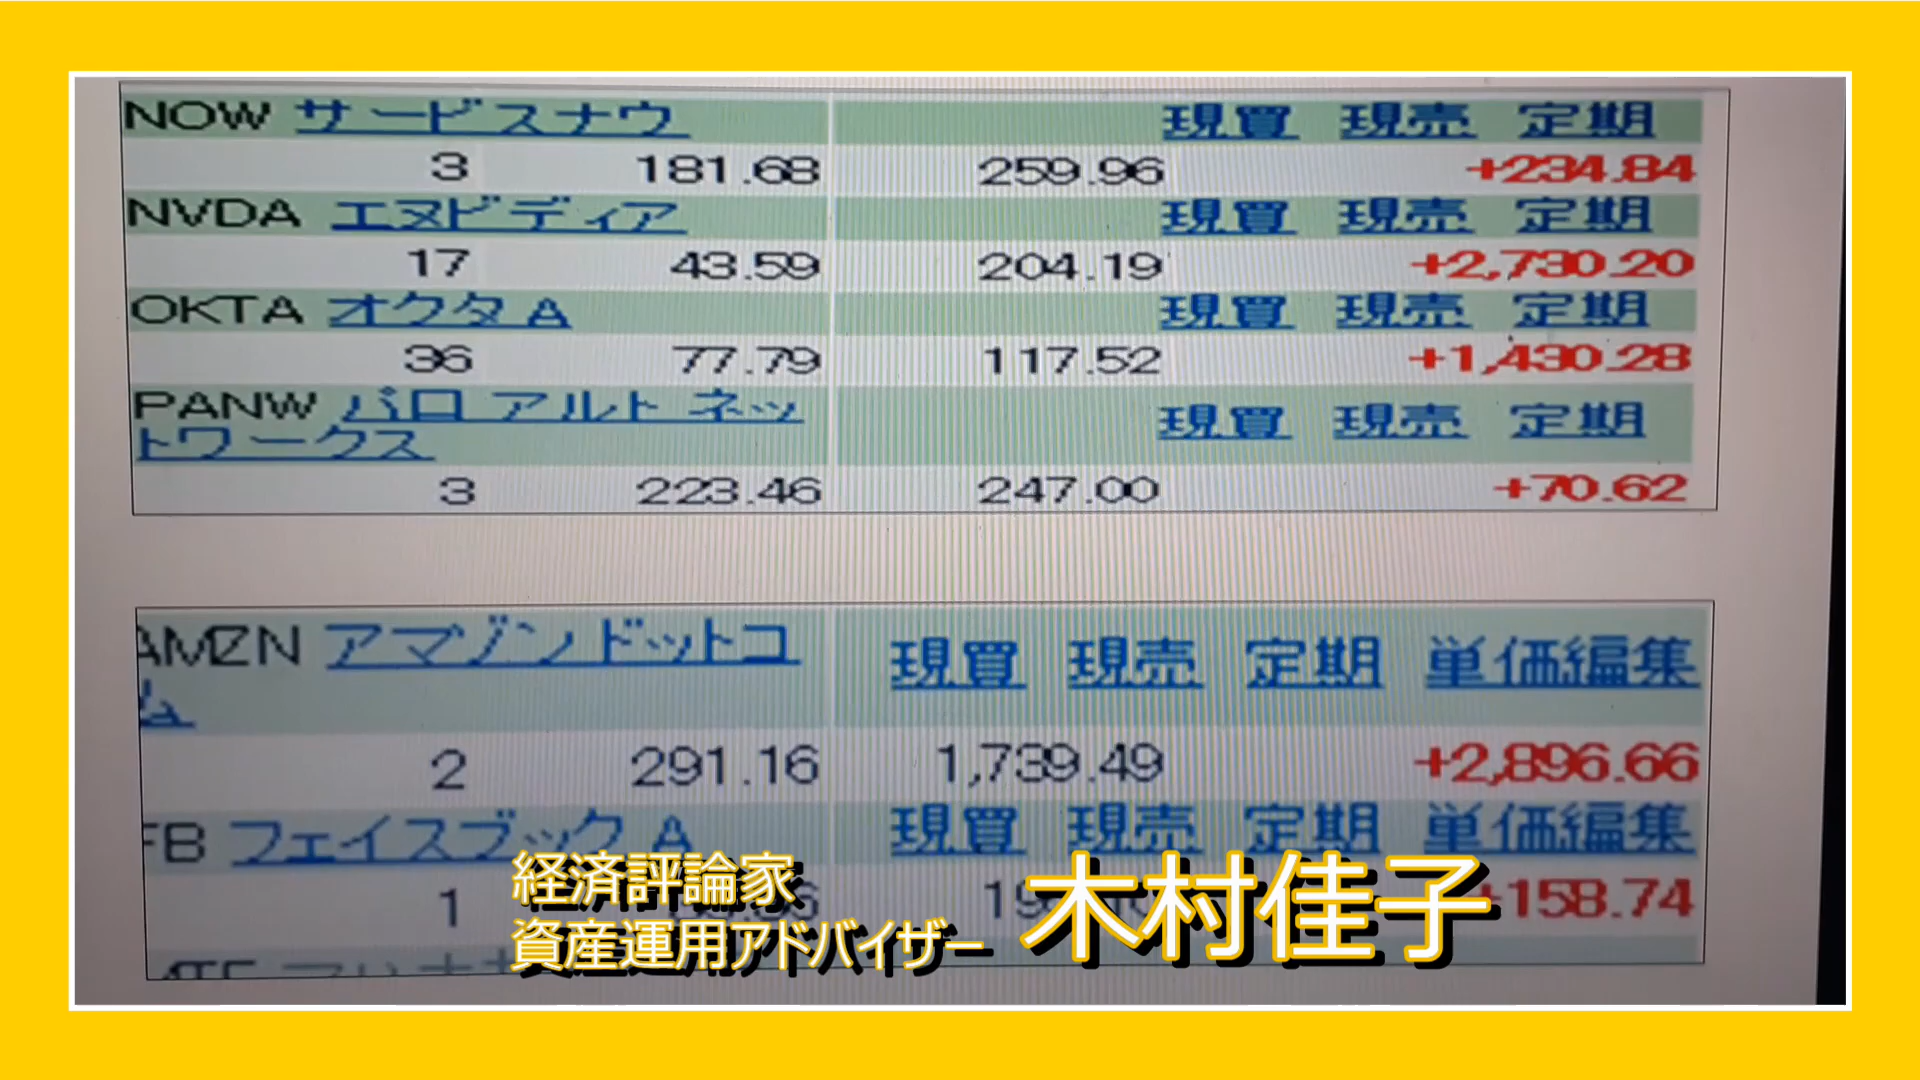 NOW サービスナウ 現買 現売 定期
3 181.68 259.96 +234.84
NVDA エヌビディア 現買 現売 定期
17 43.59 204.19 +2,730.20
OKTA オクタ A 現買 現売 定期
36 77.79 117.52 +1,430.28
PANW パロ アルト ネッ
トワークス 現買 現売 定期
3 223.46 247.00 +70.62
AMZN アマゾン ドットコ
ム 現買 現売 定期 単価編集
2 291.16 1,739.49 +2,896.66
FB フェイスブック A 現買 現売 定期 単価編集
1 158.74
経済評論家
資産運用アドバイザー
木村佳子